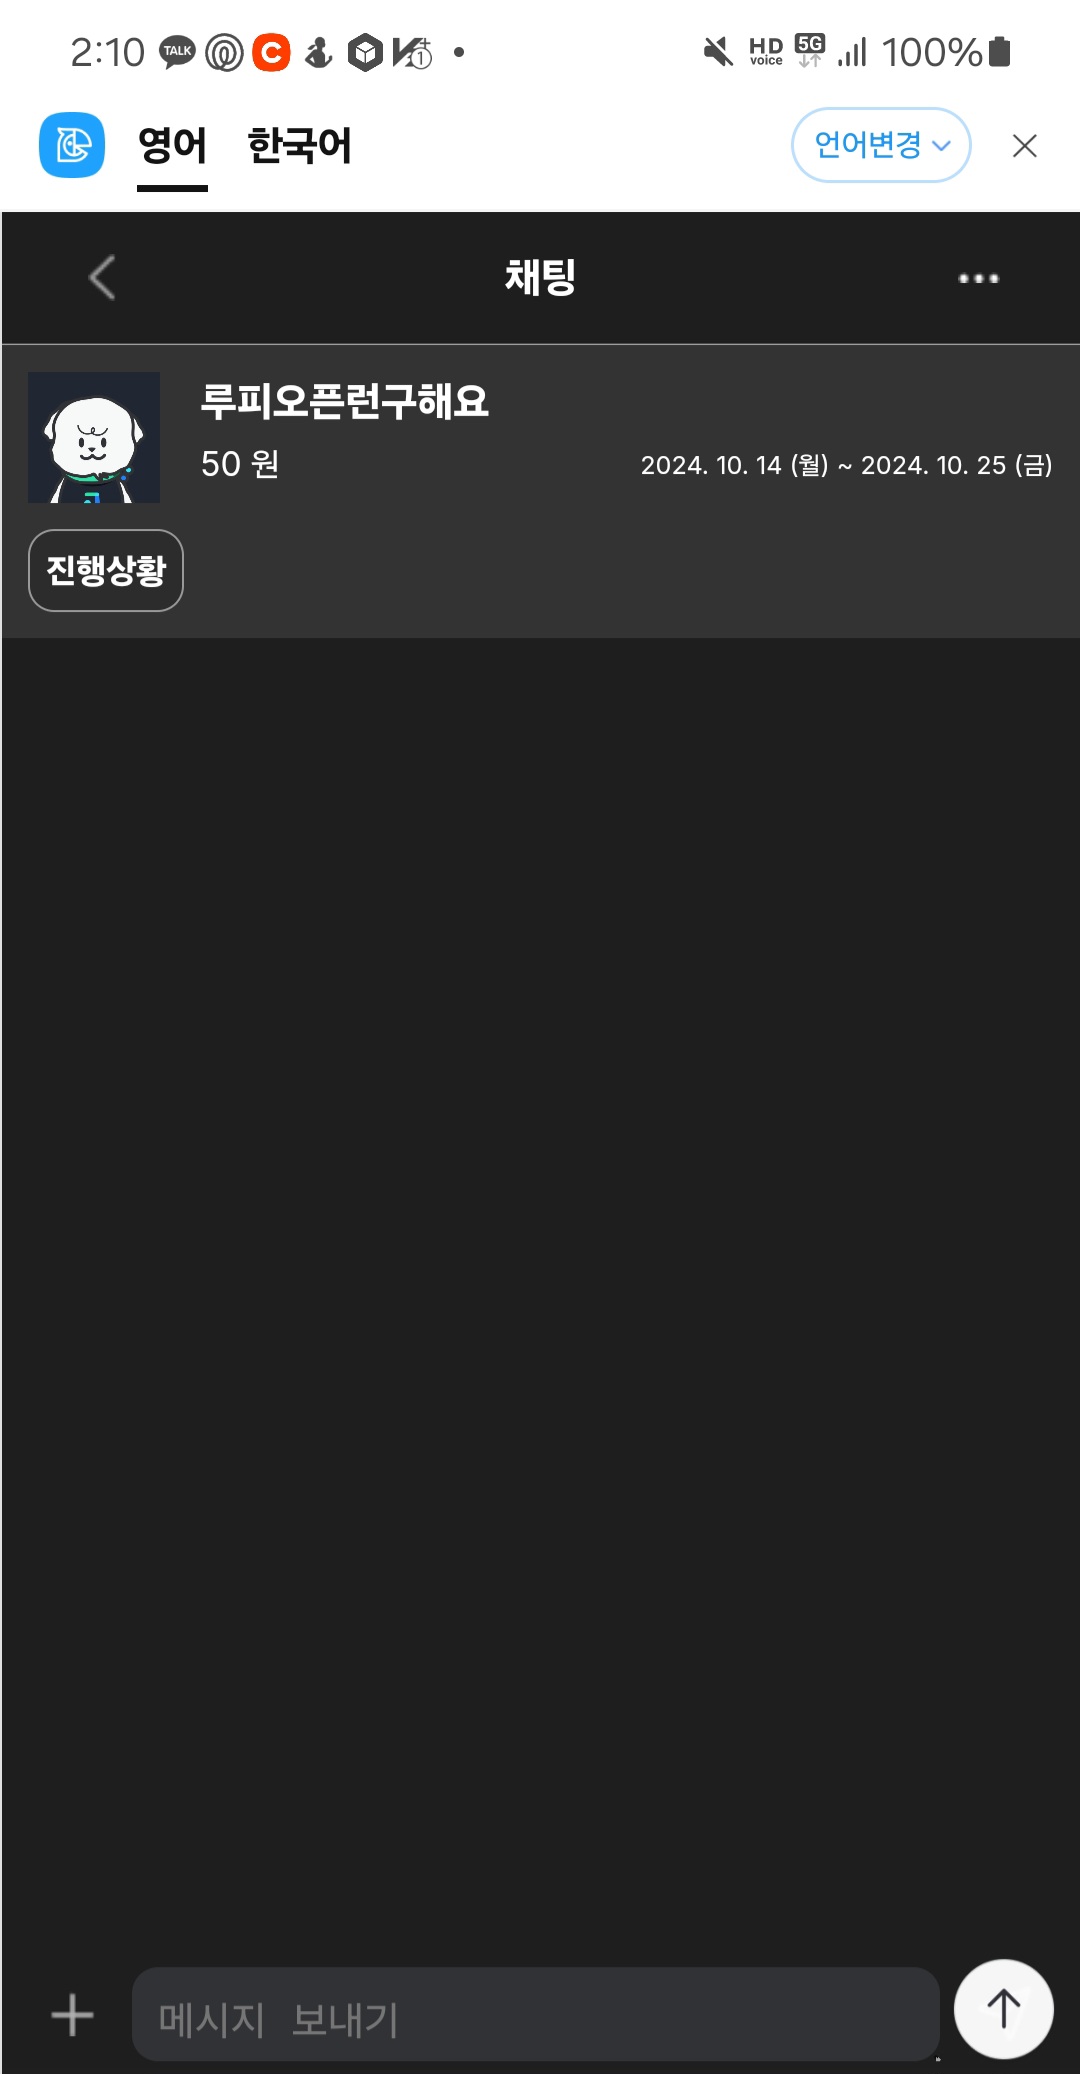 2:10 TALK C 1 HD voice 5G 100%
영어 한국어 언어변경
채팅
루피오픈런구해요
50 원 2024. 10. 14 (월) ~ 2024. 10. 25 (금)
진행상황
메시지 보내기